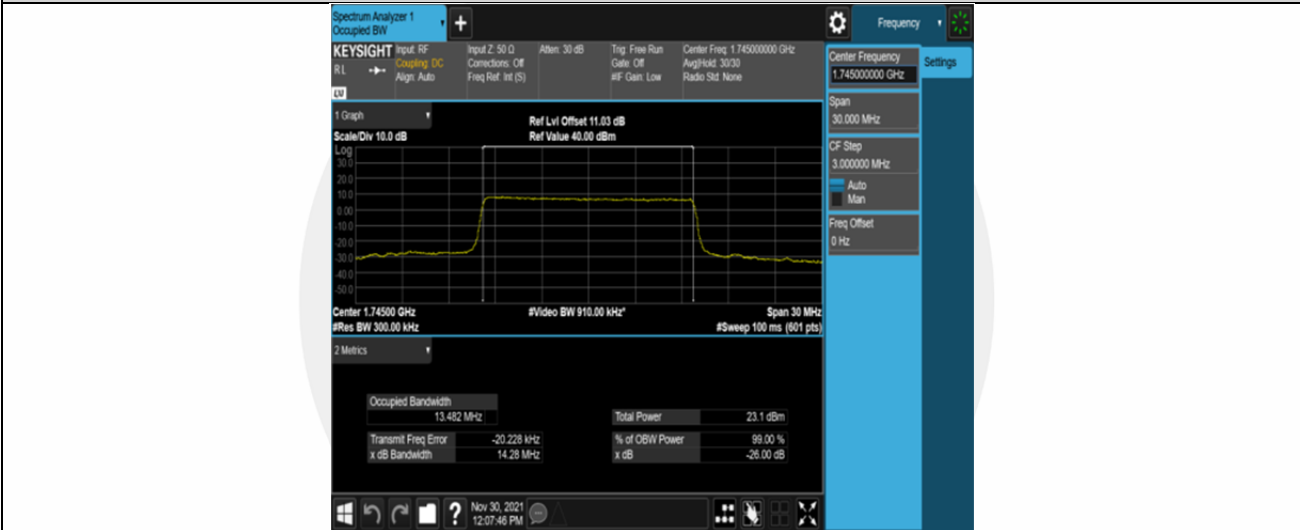 Spectrum Analyzer 1
Occupied BW
+
Frequency
KEYSIGHT
R L
LV
Input: RF
Coupling: DC
Align: Auto
Input Z: 50 Ω
Corrections: Off
Freq Ref: Int (S)
Atten: 30 dB
Trig: Free Run
Gate: Off
#IF Gain: Low
Center Freq: 1.745000000 GHz
Avg|Hold: 30/30
Radio Std: None
Center Frequency
1.745000000 GHz
Settings
Span
30.000 MHz
CF Step
3.000000 MHz
Auto
Man
Freq Offset
0 Hz
1 Graph
Scale/Div 10.0 dB
Ref Lvl Offset 11.03 dB
Ref Value 40.00 dBm
Log
30.0
20.0
10.0
0.00
-10.0
-20.0
-30.0
-40.0
-50.0
Center 1.74500 GHz
#Video BW 910.00 kHz*
Span 30 MHz
#Res BW 300.00 kHz
#Sweep 100 ms (601 pts)
2 Metrics
Occupied Bandwidth
13.482 MHz
Total Power 23.1 dBm
Transmit Freq Error -20.228 kHz
% of OBW Power 99.00 %
x dB Bandwidth 14.28 MHz
x dB -26.00 dB
?
Nov 30, 2021
12:07:46 PM